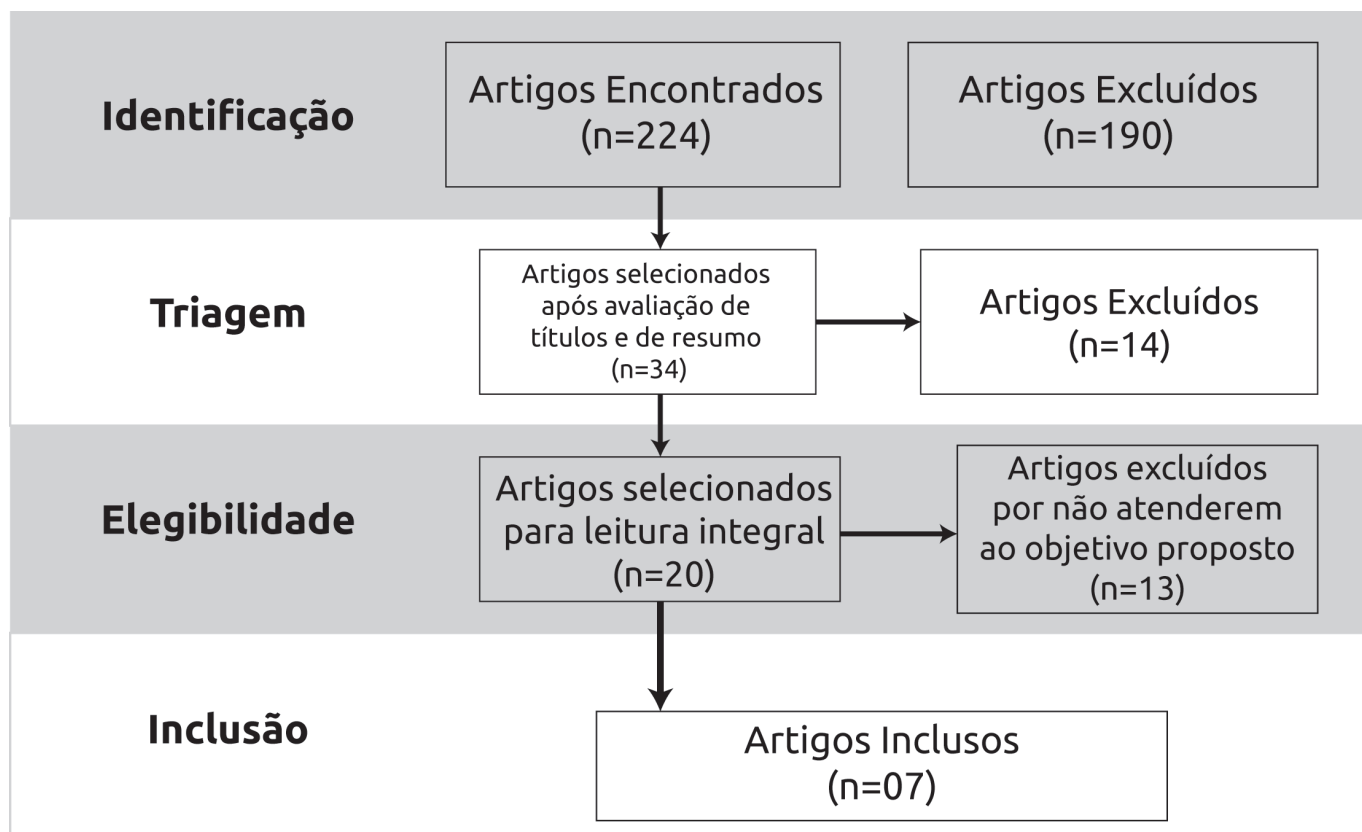 Identificação
Artigos Encontrados
(n=224)
Artigos Excluídos
(n=190)
Triagem
Artigos selecionados
após avaliação de
títulos e de resumo
(n=34)
Artigos Excluídos
(n=14)
Elegibilidade
Artigos selecionados
para leitura integral
(n=20)
Artigos excluídos
por não atenderem
ao objetivo proposto
(n=13)
Inclusão
Artigos Inclusos
(n=07)